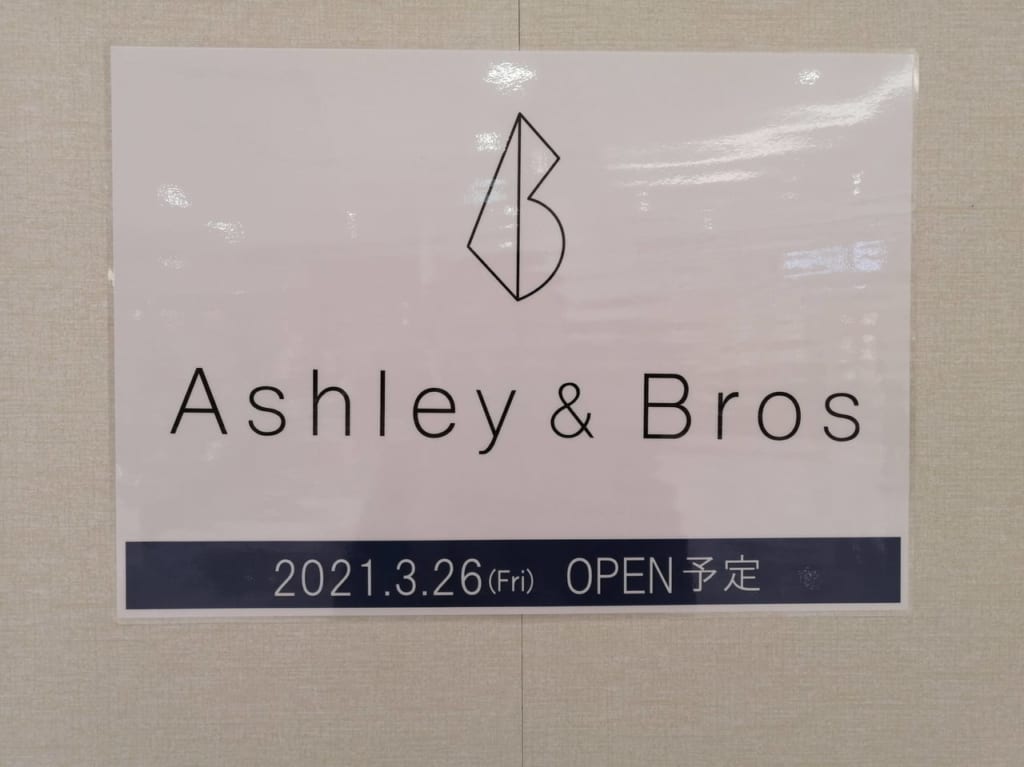 Ashley & Bros
2021.3.26(Fri) OPEN予定